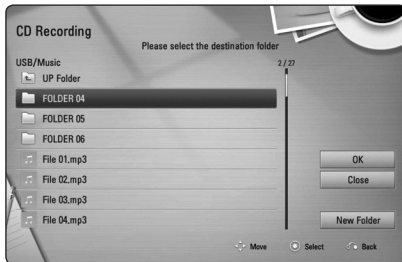 CD Recording
Please select the destination folder
USB/Music
2 / 27
UP Folder
FOLDER 04
FOLDER 05
FOLDER 06
File 01.mp3
OK
File 02.mp3
Close
File 03.mp3
File 04.mp3
New Folder
Move Select Back